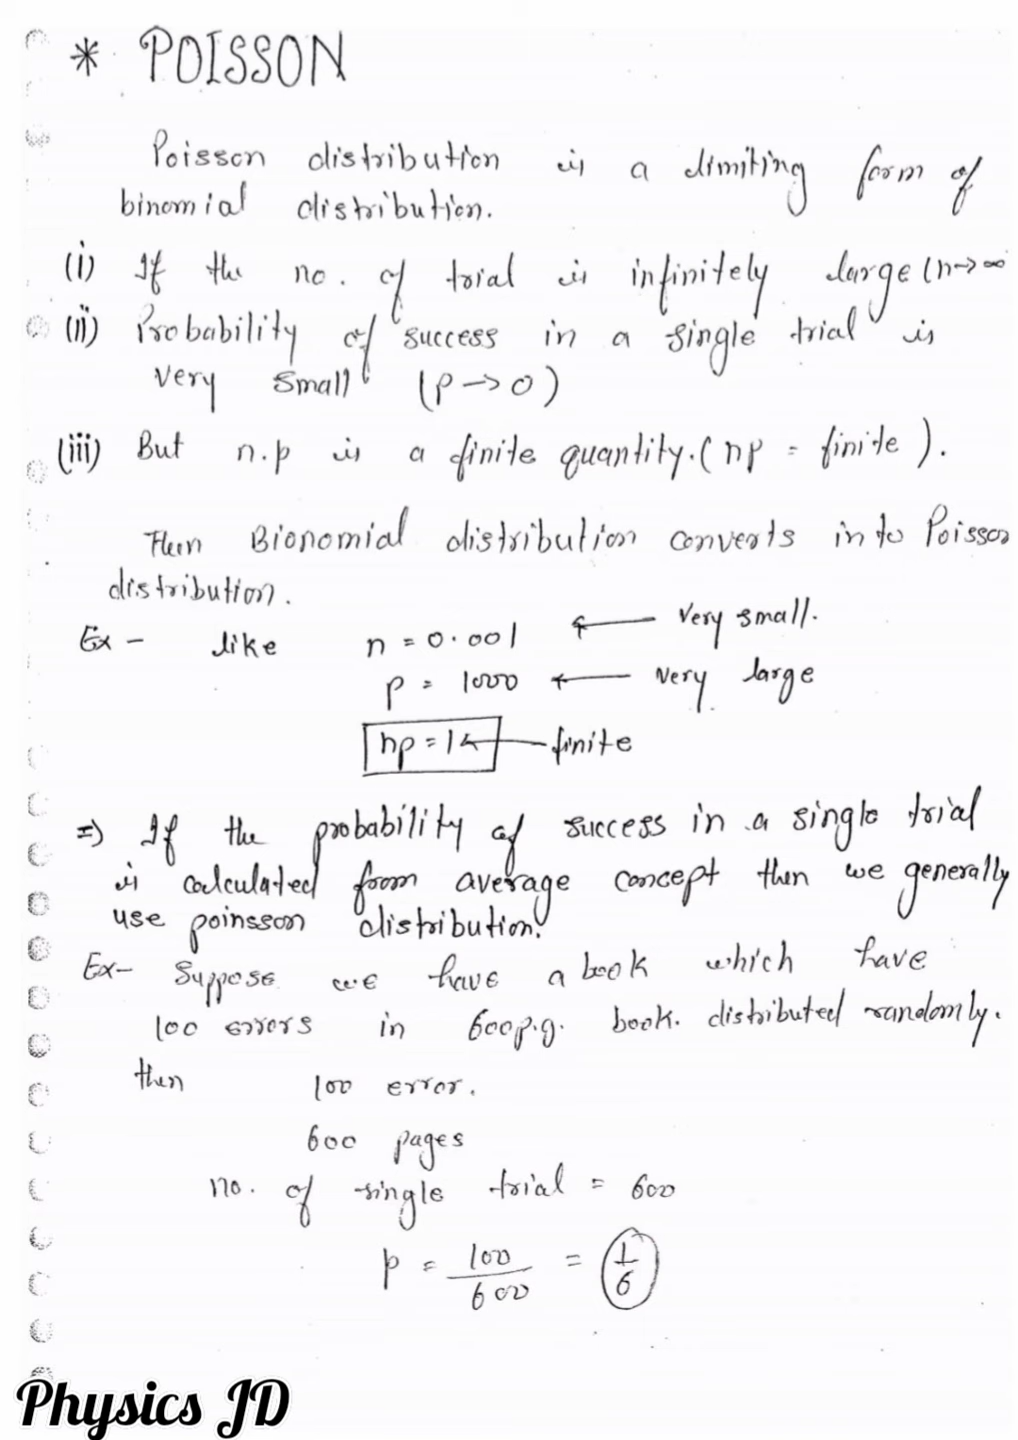 * POISSON
Poisson distribution is a limiting form of
binomial distribution.
(i) If the no. of trial is infinitely large (n→∞
(ii) Probability of success in a single trial is
very small (p→0)
(iii) But n.p is a finite quantity. (np = finite).
Then Bionomial distribution converts in to Poisson
distribution.
Ex - like n = 0.001 ← very small.
p = 1000 ← very large
np = 1 ← finite
⇒) If the probability of success in a single trial
is calculated from average concept then we generally
use poinsson distribution.
Ex- Suppose we have a book which have
100 errors in 600p.g. book. distributed randomly.
then 100 error.
600 pages
no. of single trial = 600
p = 100/600 = 1/6
Physics JD